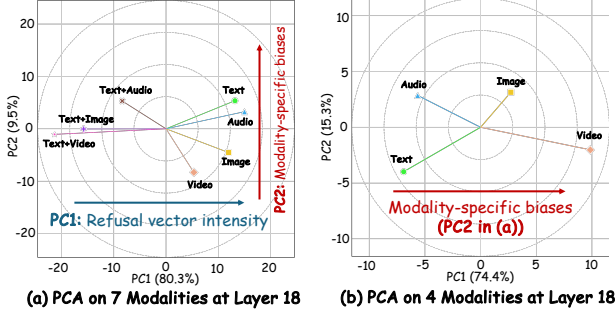 20
10
0
-10
-20
-20
-10
0
10
20
PC2 (9.5%)
PC1 (80.3%)
Text+Audio
Text
Audio
Text+Image
Text+Video
Image
Video
PC2: Modality-specific biases
PC1: Refusal vector intensity
(a) PCA on 7 Modalities at Layer 18
10
5
0
-5
-10
-10
-5
0
5
10
PC2 (15.3%)
PC1 (74.4%)
Audio
Image
Video
Text
Modality-specific biases
(PC2 in (a))
(b) PCA on 4 Modalities at Layer 18